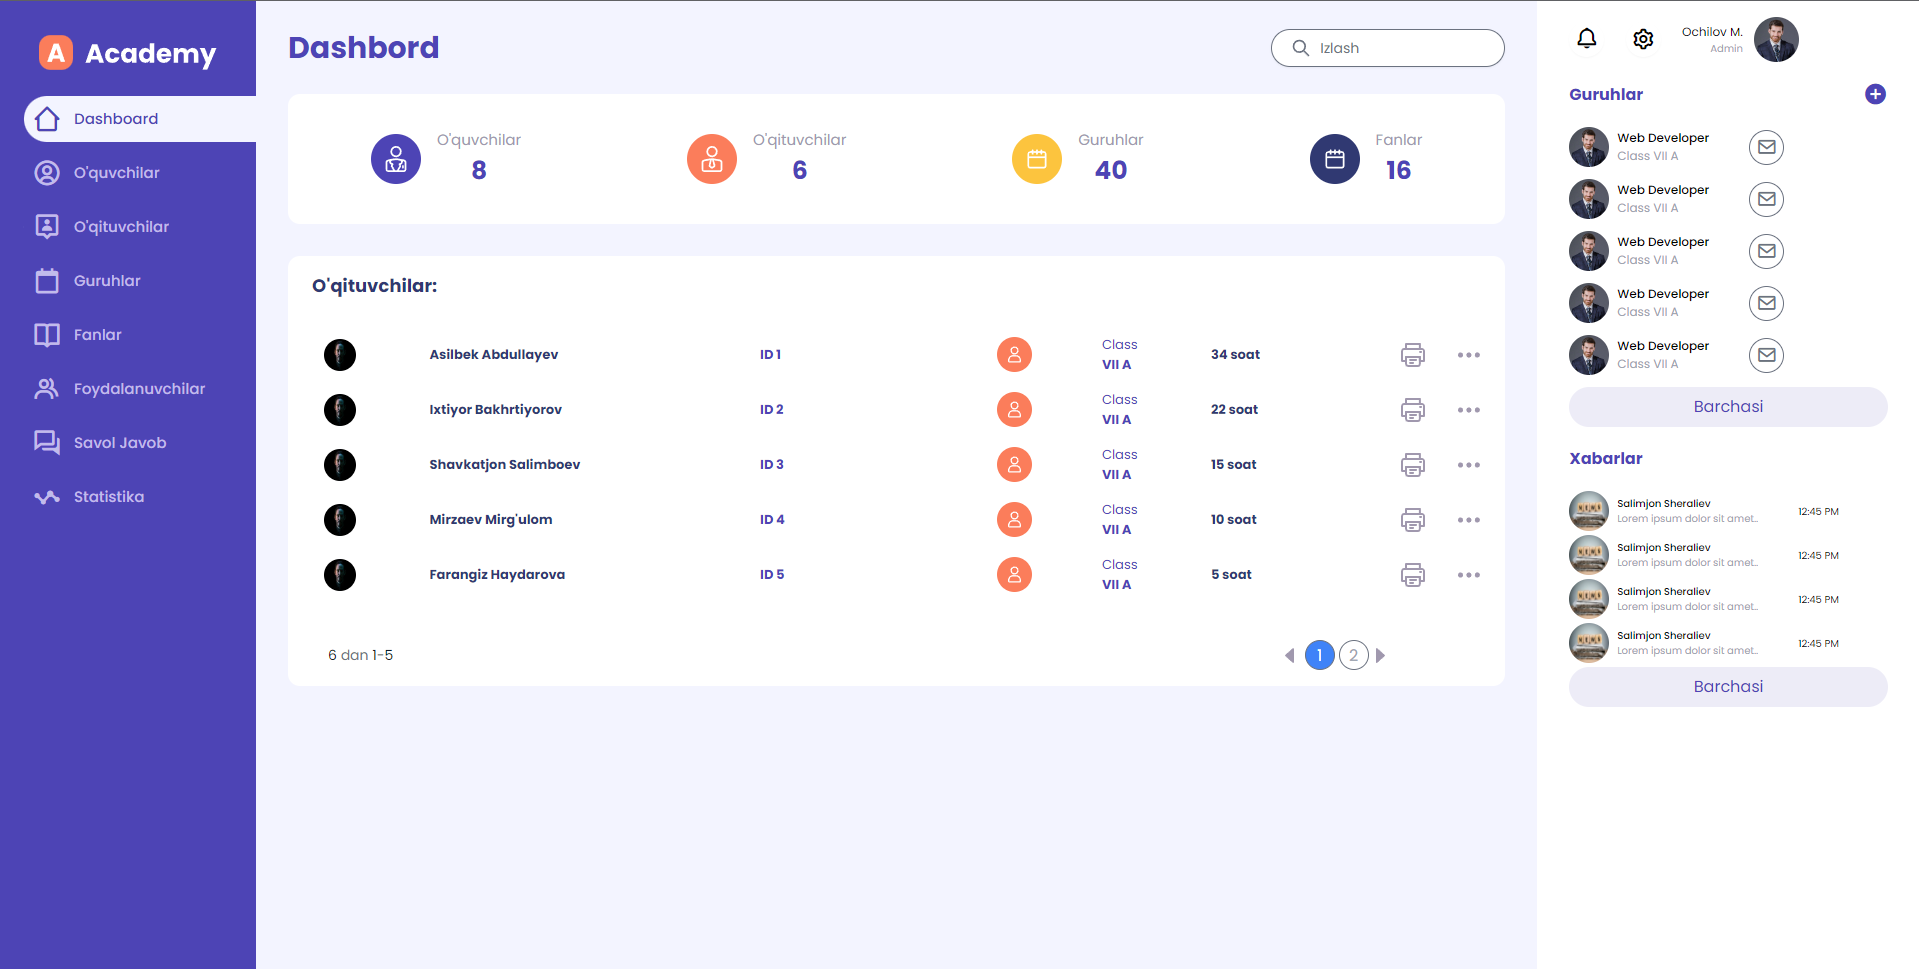 A Academy
Dashboard
O'quvchilar
O'qituvchilar
Guruhlar
Fanlar
Foydalanuvchilar
Savol Javob
Statistika
Dashbord
Izlash
O'quvchilar
8
O'qituvchilar
6
Guruhlar
40
Fanlar
16
O'qituvchilar:
Asilbek Abdullayev ID 1 Class VII A 34 soat
Ixtiyor Bakhrtiyorov ID 2 Class VII A 22 soat
Shavkatjon Salimboev ID 3 Class VII A 15 soat
Mirzaev Mirg'ulom ID 4 Class VII A 10 soat
Farangiz Haydarova ID 5 Class VII A 5 soat
6 dan 1-5
1 2
Ochilov M.
Admin
Guruhlar
Web Developer
Class VII A
Web Developer
Class VII A
Web Developer
Class VII A
Web Developer
Class VII A
Web Developer
Class VII A
Barchasi
Xabarlar
Salimjon Sheraliev
Lorem ipsum dolor sit amet..
12:45 PM
Salimjon Sheraliev
Lorem ipsum dolor sit amet..
12:45 PM
Salimjon Sheraliev
Lorem ipsum dolor sit amet..
12:45 PM
Salimjon Sheraliev
Lorem ipsum dolor sit amet..
12:45 PM
Barchasi